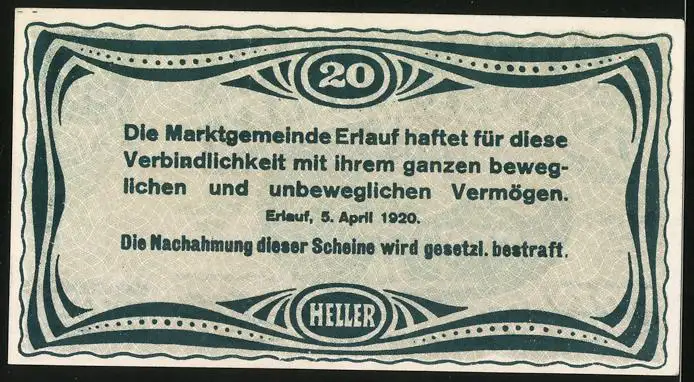 20
Die Marktgemeinde Erlauf haftet für diese
Verbindlichkeit mit ihrem ganzen beweg-
lichen und unbeweglichen Vermögen.
Erlauf, 5. April 1920.
Die Nachahmung dieser Scheine wird gesetzl. bestraft.
HELLER